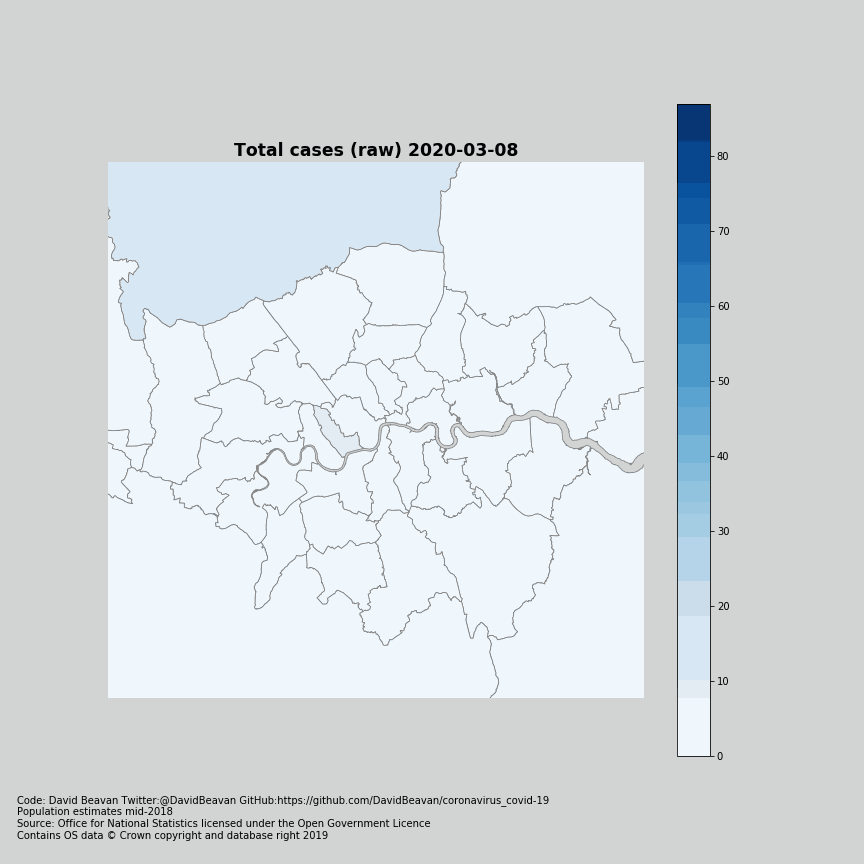 Total cases (raw) 2020-03-08
80
70
60
50
40
30
20
10
0
Code: David Beavan Twitter:@DavidBeavan GitHub:https://github.com/DavidBeavan/coronavirus_covid-19
Population estimates mid-2018
Source: Office for National Statistics licensed under the Open Government Licence
Contains OS data © Crown copyright and database right 2019